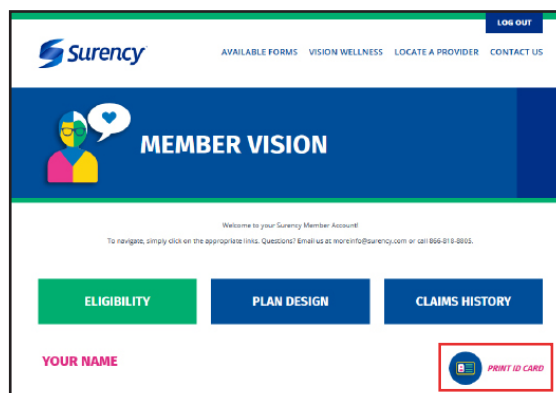 LOG OUT
Surency
AVAILABLE FORMS VISION WELLNESS LOCATE A PROVIDER CONTACT US
MEMBER VISION
Welcome to your Surency Member Account!
To navigate, simply click on the appropriate links. Questions? Email us at moreinfo@surency.com or call 866-818-8805.
ELIGIBILITY PLAN DESIGN CLAIMS HISTORY
YOUR NAME
PRINT ID CARD